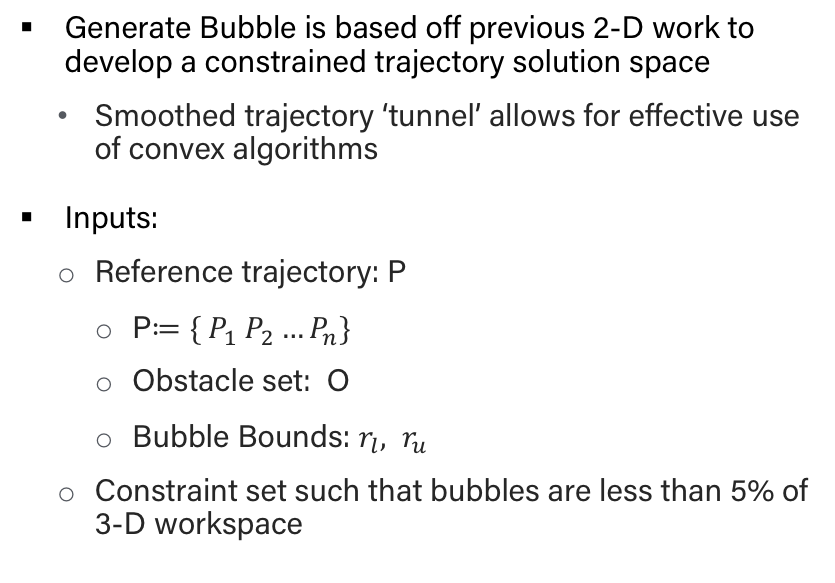 ▪ Generate Bubble is based off previous 2-D work to
develop a constrained trajectory solution space
• Smoothed trajectory ‘tunnel’ allows for effective use
of convex algorithms
▪ Inputs:
○ Reference trajectory: P
○ P≔ { P₁ P₂ … Pₙ}
○ Obstacle set: O
○ Bubble Bounds: rₗ, rᵤ
○ Constraint set such that bubbles are less than 5% of
3-D workspace